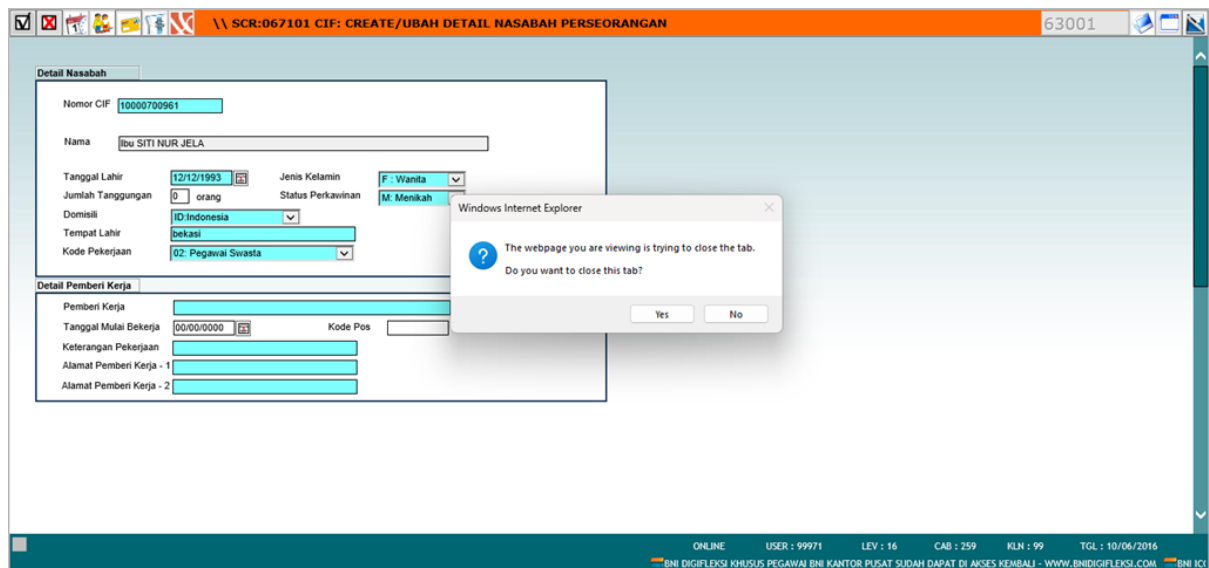 \\ SCR:067101 CIF: CREATE/UBAH DETAIL NASABAH PERSEORANGAN
63001
Detail Nasabah
Nomor CIF 10000700961
Nama Ibu SITI NUR JELA
Tanggal Lahir 12/12/1993 Jenis Kelamin F : Wanita
Jumlah Tanggungan 0 orang Status Perkawinan M: Menikah
Domisili ID:Indonesia
Tempat Lahir bekasi
Kode Pekerjaan 02: Pegawai Swasta
Windows Internet Explorer
The webpage you are viewing is trying to close the tab.
Do you want to close this tab?
Yes No
Detail Pemberi Kerja
Pemberi Kerja
Tanggal Mulai Bekerja 00/00/0000 Kode Pos
Keterangan Pekerjaan
Alamat Pemberi Kerja - 1
Alamat Pemberi Kerja - 2
ONLINE USER : 99971 LEV : 16 CAB : 259 KLN : 99 TGL : 10/06/2016
BNI DIGIFLEKSI KHUSUS PEGAWAI BNI KANTOR PUSAT SUDAH DAPAT DI AKSES KEMBALI - WWW.BNIDIGIFLEKSI.COM BNI